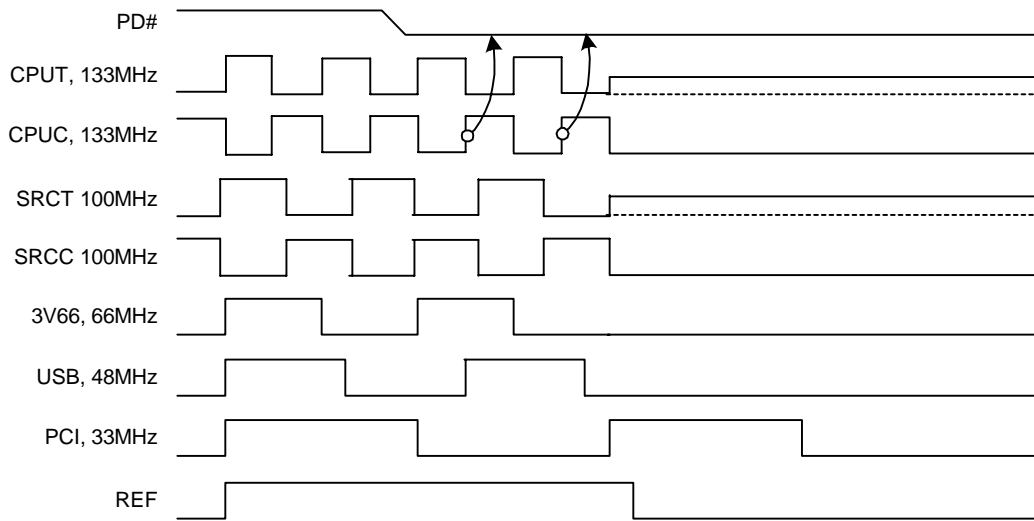 PD#
CPUT, 133MHz
CPUC, 133MHz
SRCT 100MHz
SRCC 100MHz
3V66, 66MHz
USB, 48MHz
PCI, 33MHz
REF